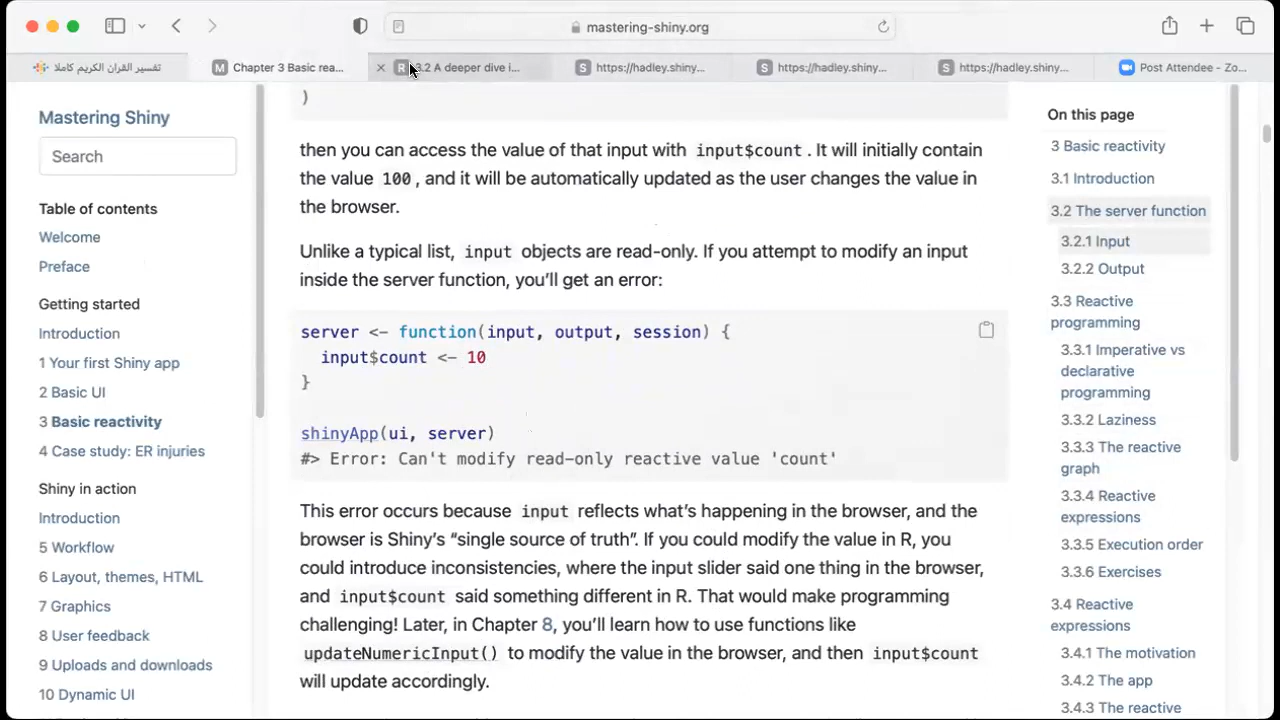 mastering-shiny.org
تفسير القران الكريم كاملا
Chapter 3 Basic rea...
3.2 A deeper dive i...
https://hadley.shiny...
https://hadley.shiny...
https://hadley.shiny...
Post Attendee - Zo...
Mastering Shiny
Search
Table of contents
Welcome
Preface
Getting started
Introduction
1 Your first Shiny app
2 Basic UI
3 Basic reactivity
4 Case study: ER injuries
Shiny in action
Introduction
5 Workflow
6 Layout, themes, HTML
7 Graphics
8 User feedback
9 Uploads and downloads
10 Dynamic UI
)
then you can access the value of that input with input$count. It will initially contain
the value 100, and it will be automatically updated as the user changes the value in
the browser.
Unlike a typical list, input objects are read-only. If you attempt to modify an input
inside the server function, you’ll get an error:
server <- function(input, output, session) {
input$count <- 10
}
shinyApp(ui, server)
#> Error: Can't modify read-only reactive value 'count'
This error occurs because input reflects what’s happening in the browser, and the
browser is Shiny’s “single source of truth”. If you could modify the value in R, you
could introduce inconsistencies, where the input slider said one thing in the browser,
and input$count said something different in R. That would make programming
challenging! Later, in Chapter 8, you’ll learn how to use functions like
updateNumericInput() to modify the value in the browser, and then input$count
will update accordingly.
On this page
3 Basic reactivity
3.1 Introduction
3.2 The server function
3.2.1 Input
3.2.2 Output
3.3 Reactive
programming
3.3.1 Imperative vs
declarative
programming
3.3.2 Laziness
3.3.3 The reactive
graph
3.3.4 Reactive
expressions
3.3.5 Execution order
3.3.6 Exercises
3.4 Reactive
expressions
3.4.1 The motivation
3.4.2 The app
3.4.3 The reactive